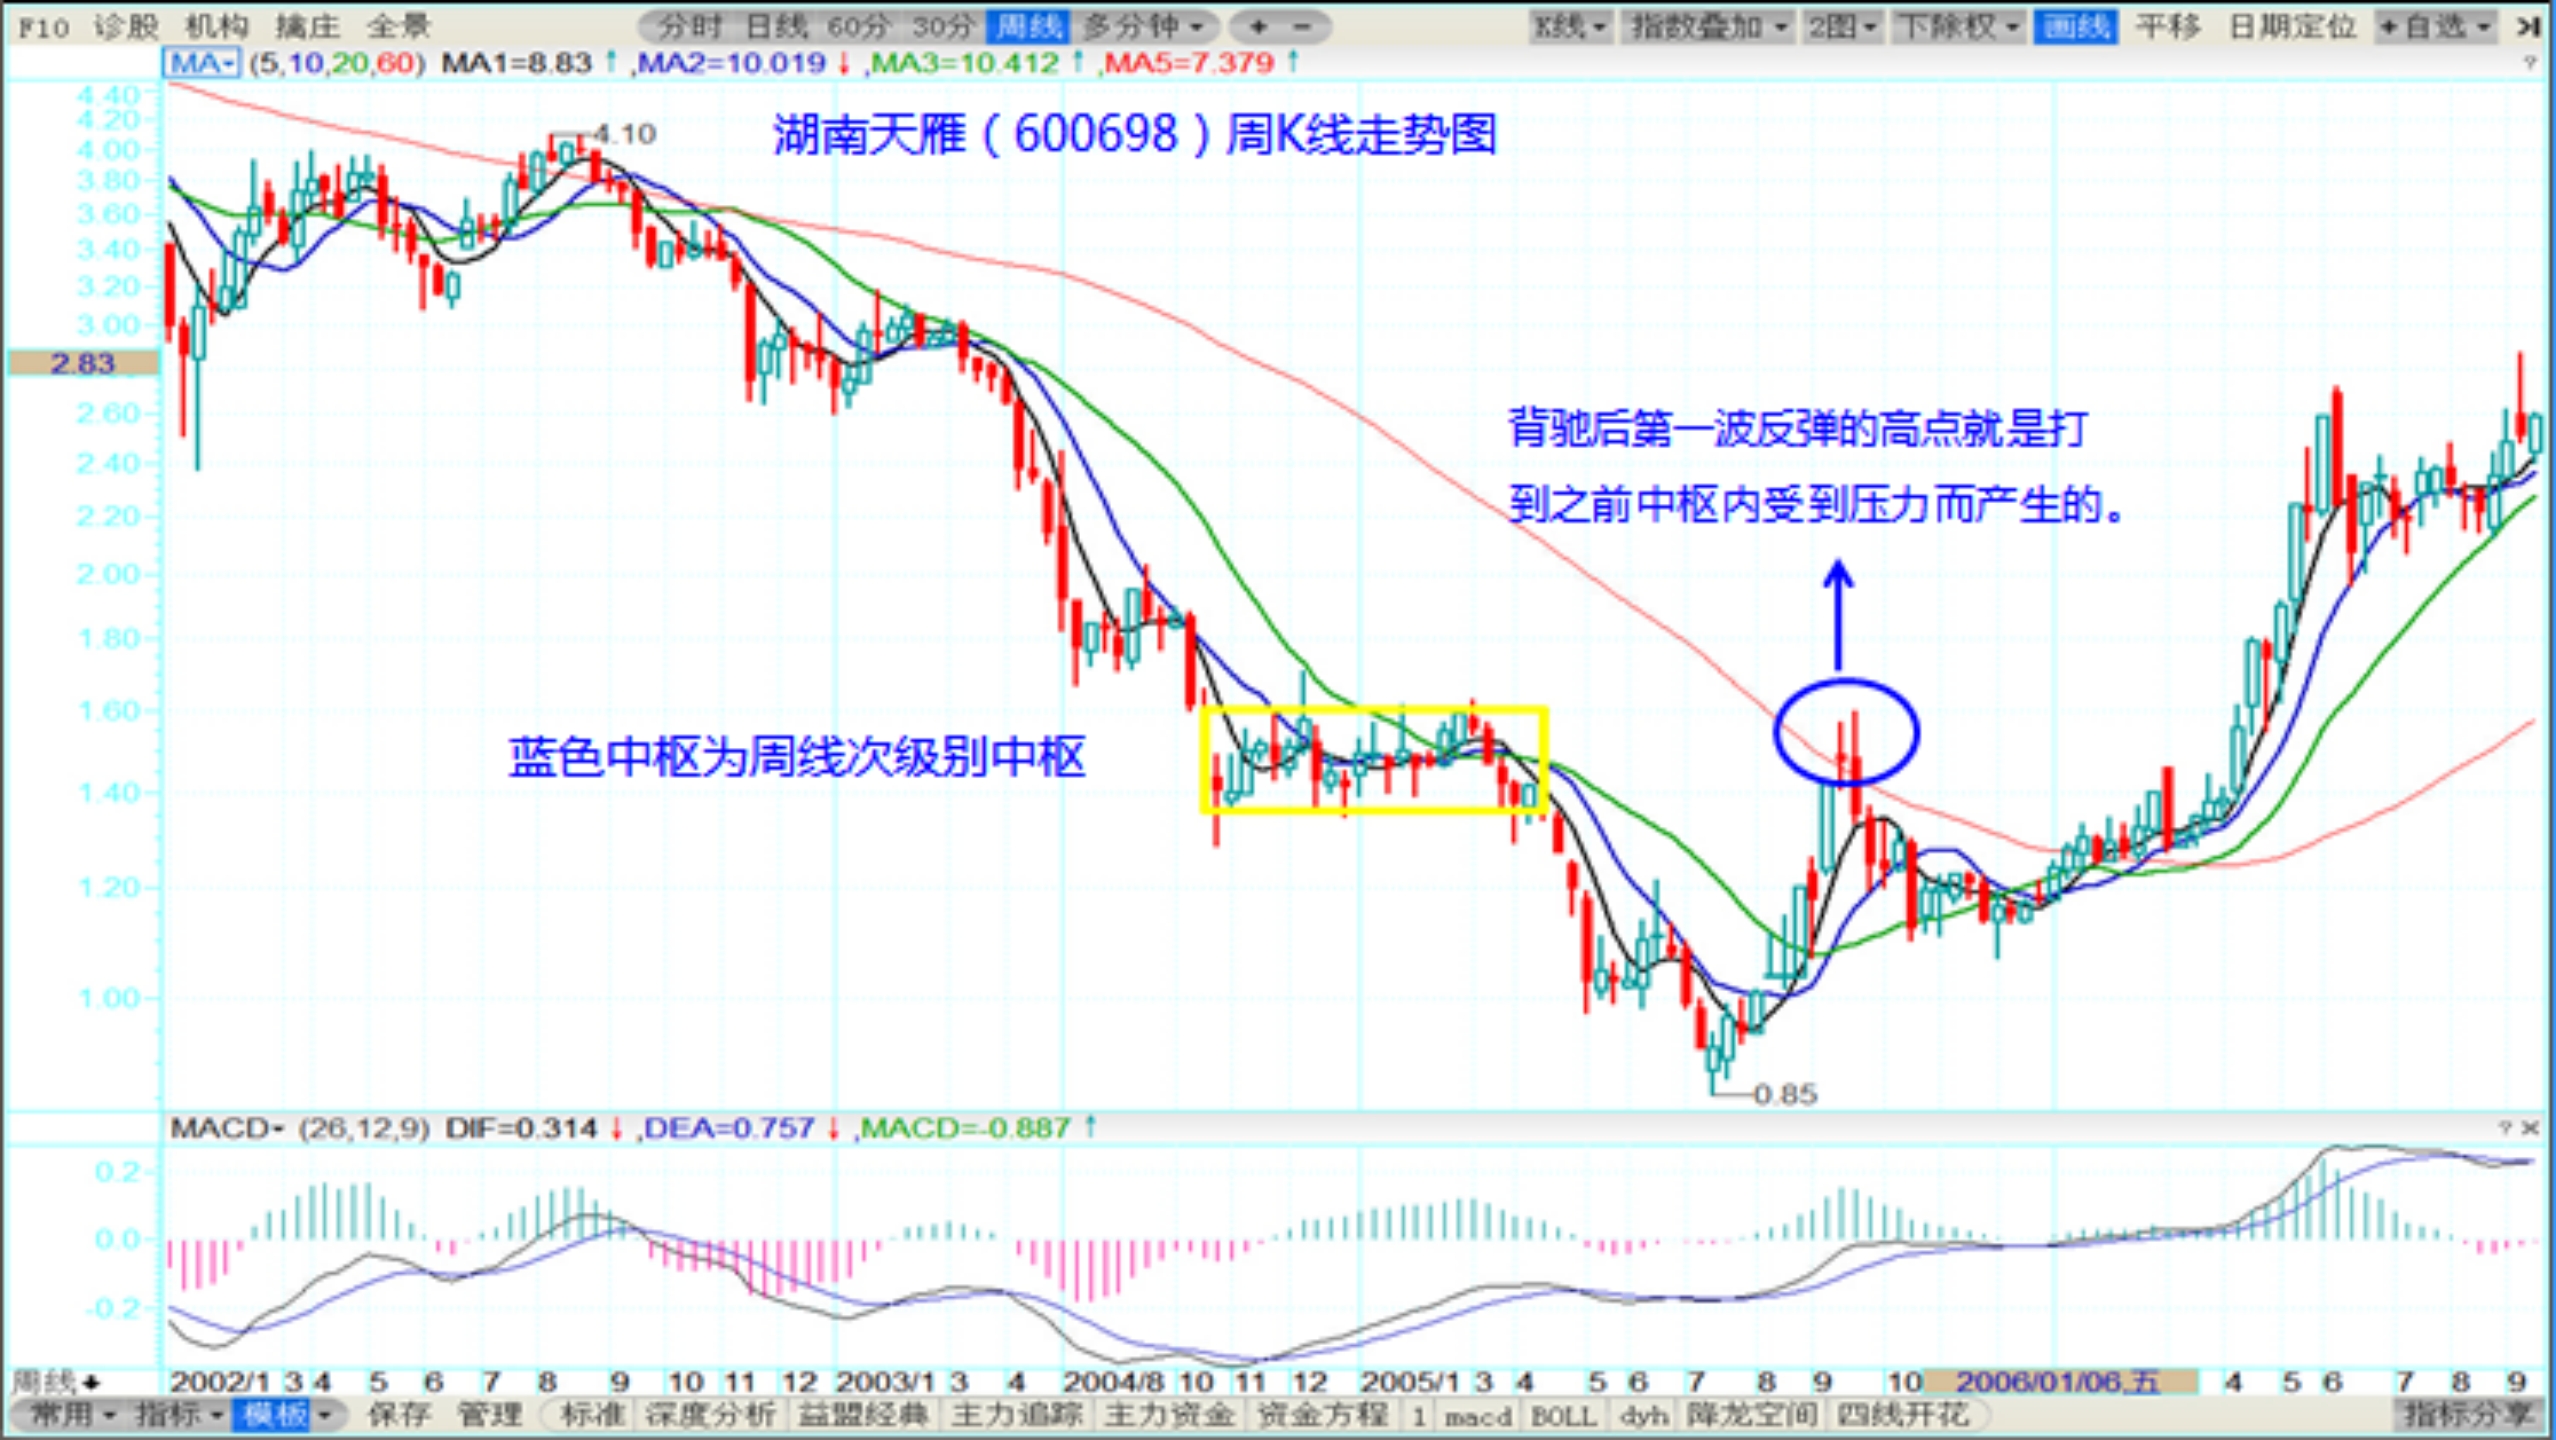 F10 诊股 机构 擒庄 全景 分时 日线 60分 30分 周线 多分钟 + - K线 指数叠加 2图 下除权 画线 平移 日期定位 +自选
MA (5,10,20,60) MA1=8.83 ↑ ,MA2=10.019 ↓ ,MA3=10.412 ↑ ,MA5=7.379 ↑ ?
4.40
4.20
4.10
湖南天雁（600698）周K线走势图
4.00
3.80
3.60
3.40
3.20
3.00
2.83
2.60
背驰后第一波反弹的高点就是打
2.40
到之前中枢内受到压力而产生的。
2.20
2.00
1.80
1.60
蓝色中枢为周线次级别中枢
1.40
1.20
1.00
0.85
MACD (26,12,9) DIF=0.314 ↓ ,DEA=0.757 ↓ ,MACD=-0.887 ↑ ? ×
0.2
0.0
-0.2
周线 2002/1 3 4 5 6 7 8 9 10 11 12 2003/1 3 4 2004/8 10 11 12 2005/1 3 4 5 6 7 8 9 10 2006/01/06,五 4 5 6 7 8 9
常用 指标 模板 保存 管理 标准 深度分析 益盟经典 主力追踪 主力资金 资金方程 1 macd BOLL dyh 降龙空间 四线开花 指标分享